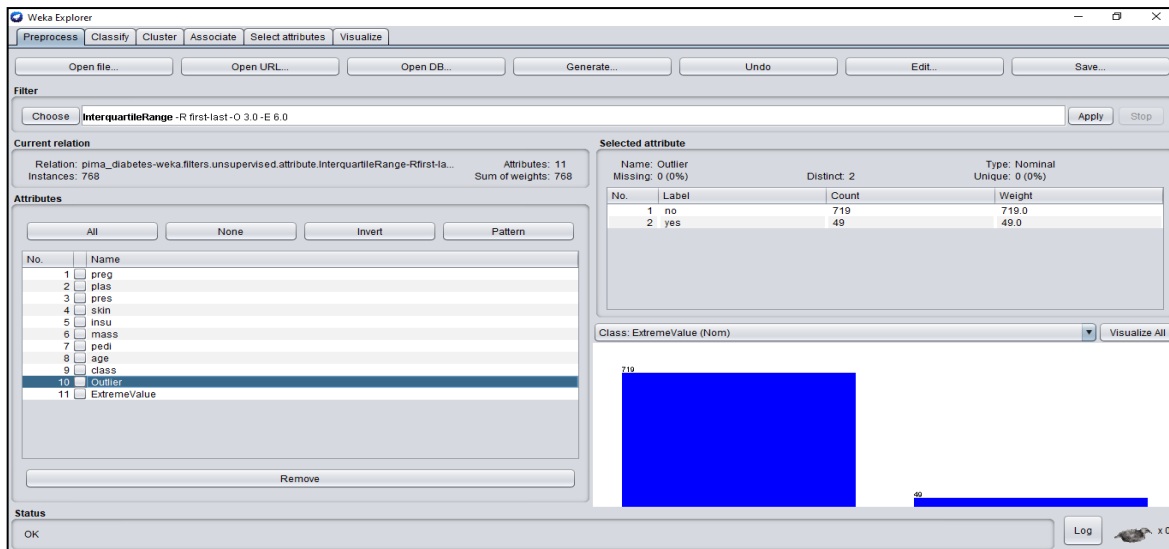 Weka Explorer
Preprocess Classify Cluster Associate Select attributes Visualize
Open file... Open URL... Open DB... Generate... Undo Edit... Save...
Filter
Choose InterquartileRange -R first-last -O 3.0 -E 6.0 Apply Stop
Current relation
Relation: pima_diabetes-weka.filters.unsupervised.attribute.InterquartileRange-Rfirst-la... Attributes: 11
Instances: 768 Sum of weights: 768
Attributes
All None Invert Pattern
No. Name
1 preg
2 plas
3 pres
4 skin
5 insu
6 mass
7 pedi
8 age
9 class
10 Outlier
11 ExtremeValue
Remove
Selected attribute
Name: Outlier Type: Nominal
Missing: 0 (0%) Distinct: 2 Unique: 0 (0%)
No. Label Count Weight
1 no 719 719.0
2 yes 49 49.0
Class: ExtremeValue (Nom) Visualize All
719
49
Status
OK Log x 0